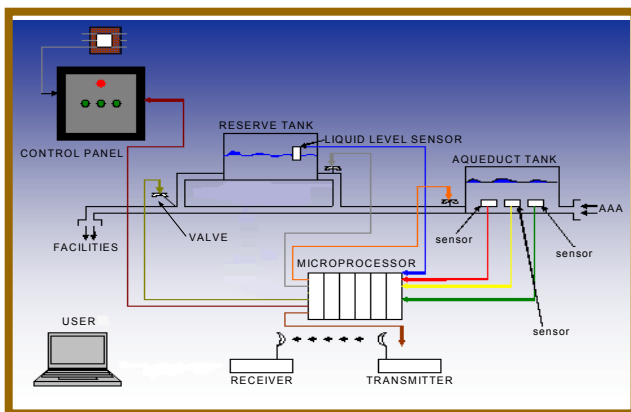 RESERVE TANK
LIQUID LEVEL SENSOR
CONTROL PANEL
AQUEDUCT TANK
AAA
VALVE
FACILITIES
sensor
sensor
MICROPROCESSOR
USER
sensor
RECEIVER
TRANSMITTER